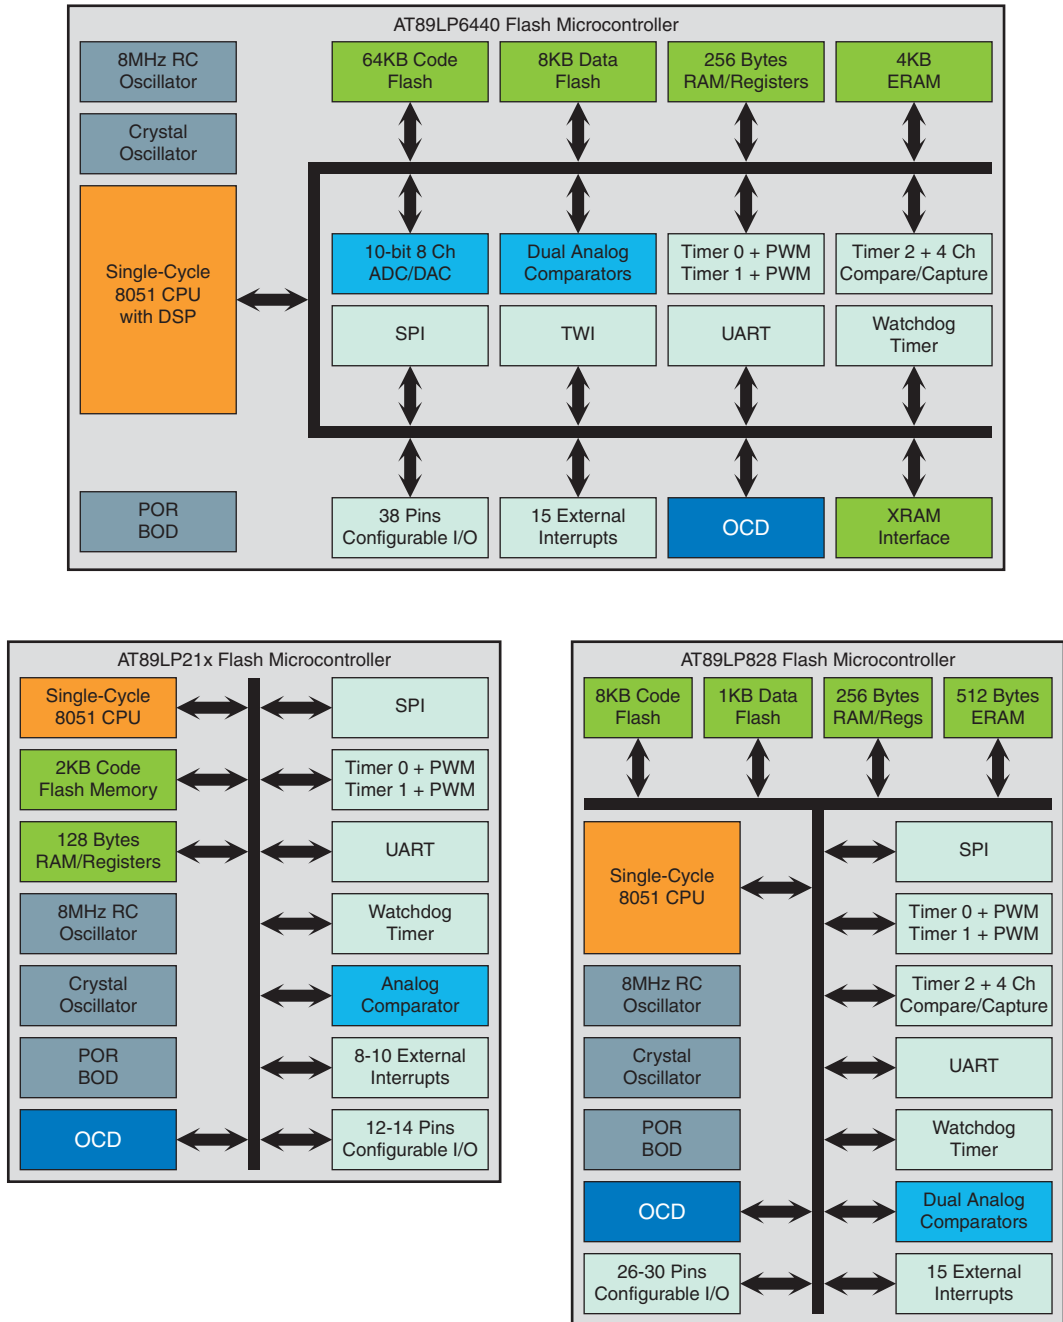 AT89LP6440 Flash Microcontroller
8MHz RC
Oscillator
64KB Code
Flash
8KB Data
Flash
256 Bytes
RAM/Registers
4KB
ERAM
Crystal
Oscillator
Single-Cycle
8051 CPU
with DSP
10-bit 8 Ch
ADC/DAC
Dual Analog
Comparators
Timer 0 + PWM
Timer 1 + PWM
Timer 2 + 4 Ch
Compare/Capture
SPI
TWI
UART
Watchdog
Timer
POR
BOD
38 Pins
Configurable I/O
15 External
Interrupts
OCD
XRAM
Interface
AT89LP21x Flash Microcontroller
Single-Cycle
8051 CPU
SPI
2KB Code
Flash Memory
Timer 0 + PWM
Timer 1 + PWM
128 Bytes
RAM/Registers
UART
8MHz RC
Oscillator
Watchdog
Timer
Crystal
Oscillator
Analog
Comparator
POR
BOD
8-10 External
Interrupts
OCD
12-14 Pins
Configurable I/O
AT89LP828 Flash Microcontroller
8KB Code
Flash
1KB Data
Flash
256 Bytes
RAM/Regs
512 Bytes
ERAM
Single-Cycle
8051 CPU
SPI
Timer 0 + PWM
Timer 1 + PWM
8MHz RC
Oscillator
Timer 2 + 4 Ch
Compare/Capture
Crystal
Oscillator
UART
POR
BOD
Watchdog
Timer
OCD
Dual Analog
Comparators
26-30 Pins
Configurable I/O
15 External
Interrupts